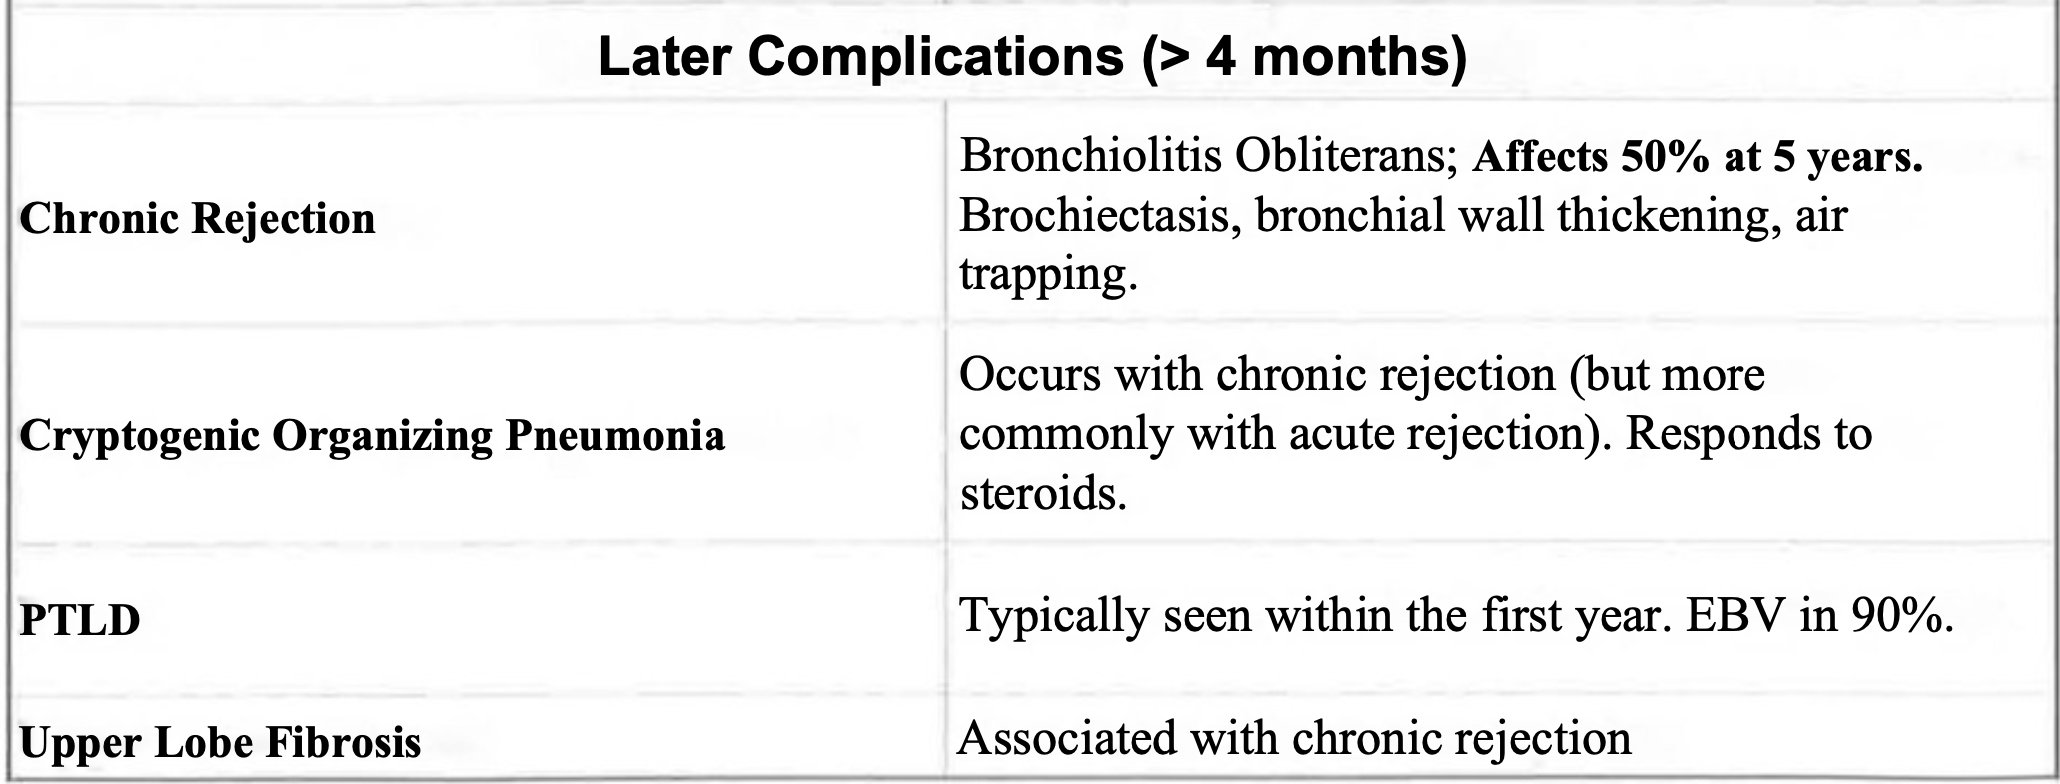 Later Complications (> 4 months)
Chronic Rejection
Bronchiolitis Obliterans; Affects 50% at 5 years.
Brochiectasis, bronchial wall thickening, air
trapping.
Cryptogenic Organizing Pneumonia
Occurs with chronic rejection (but more
commonly with acute rejection). Responds to
steroids.
PTLD
Typically seen within the first year. EBV in 90%.
Upper Lobe Fibrosis
Associated with chronic rejection